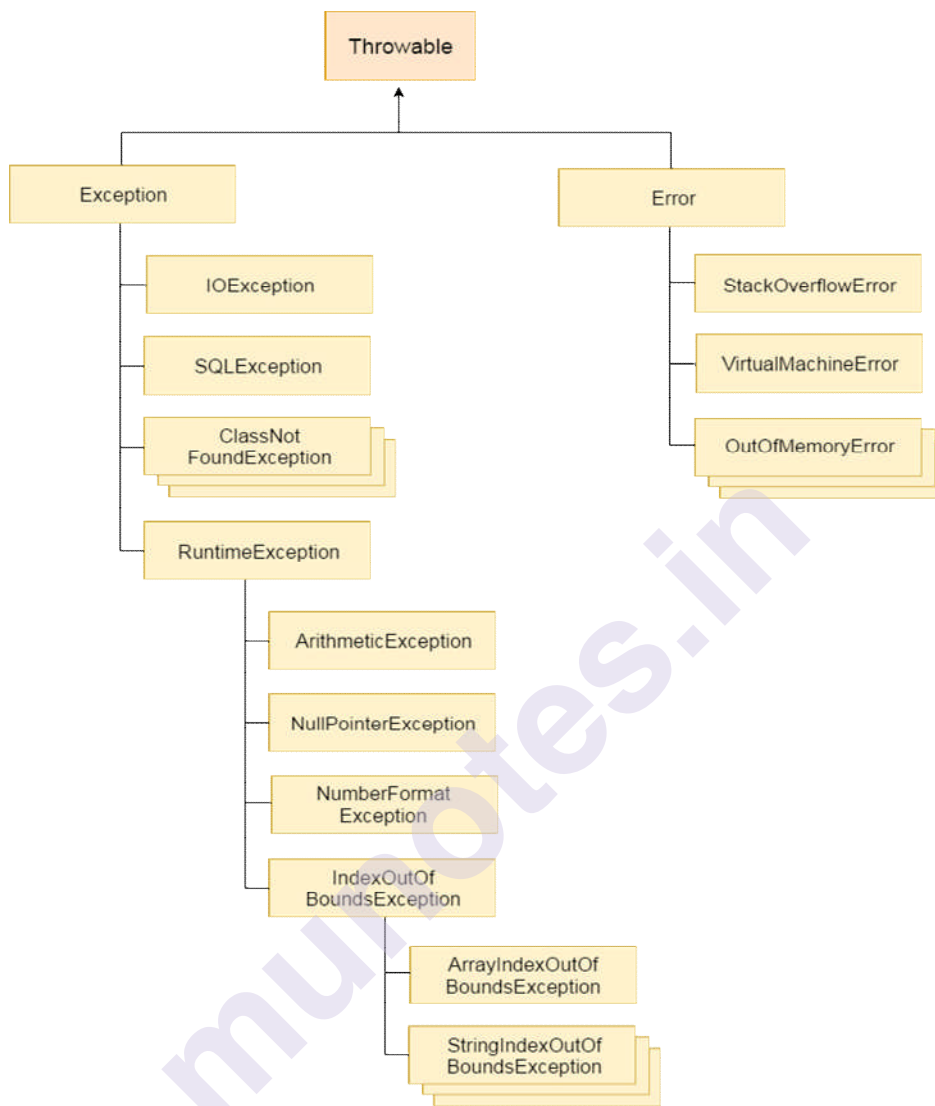 Throwable
Exception
Error
IOException
StackOverflowError
SQLException
VirtualMachineError
ClassNot
FoundException
OutOfMemoryError
RuntimeException
ArithmeticException
NullPointerException
NumberFormat
Exception
IndexOutOf
BoundsException
ArrayIndexOutOf
BoundsException
StringIndexOutOf
BoundsException
munotes.in